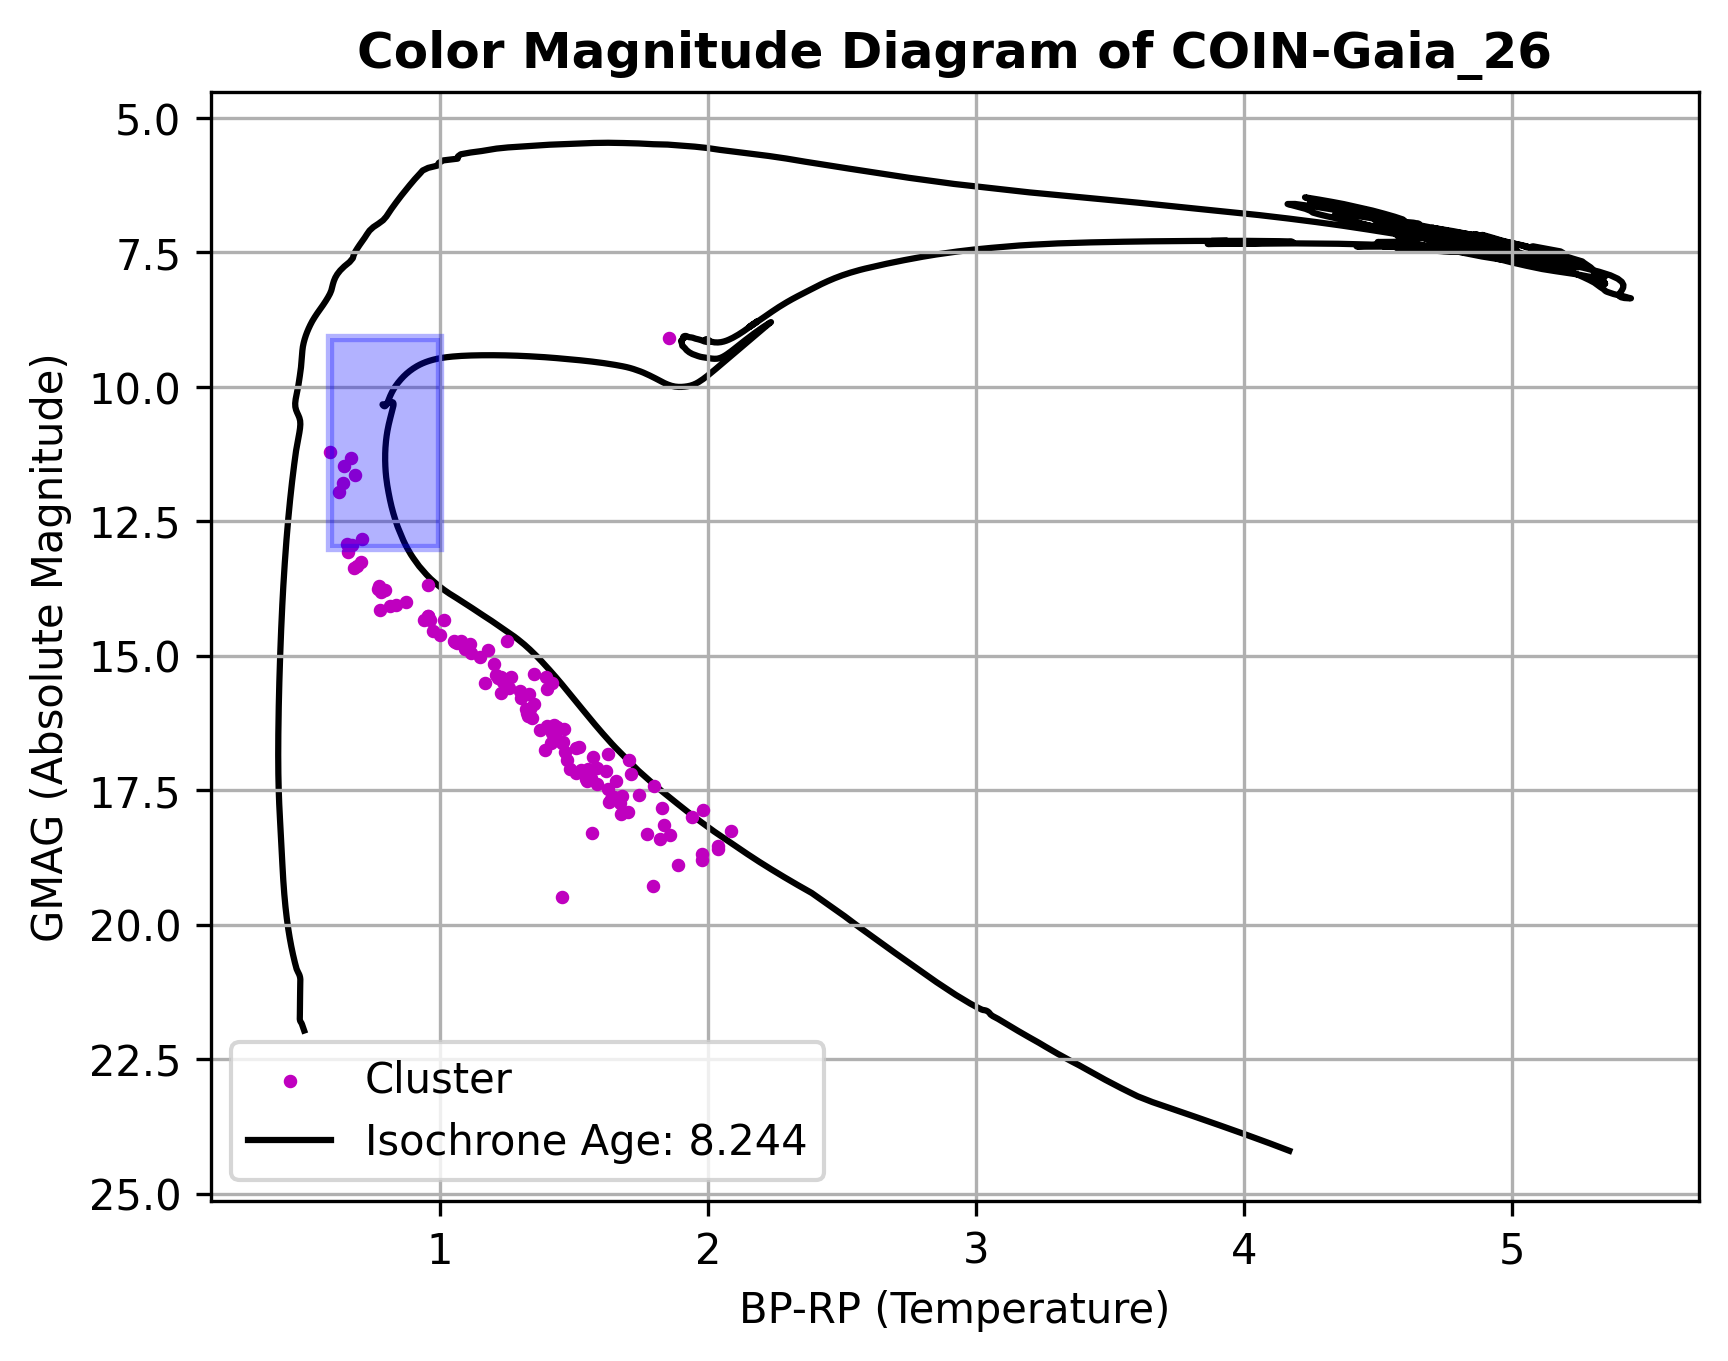 Color Magnitude Diagram of COIN-Gaia_26
5.0
7.5
10.0
12.5
15.0
17.5
20.0
22.5
25.0
GMAG (Absolute Magnitude)
Cluster
Isochrone Age: 8.244
1 2 3 4 5
BP-RP (Temperature)